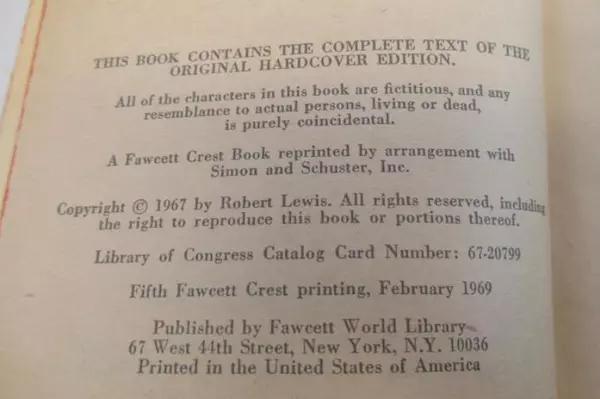 THIS BOOK CONTAINS THE COMPLETE TEXT OF THE
ORIGINAL HARDCOVER EDITION.
All of the characters in this book are fictitious, and any
resemblance to actual persons, living or dead,
is purely coincidental.
A Fawcett Crest Book reprinted by arrangement with
Simon and Schuster, Inc.
Copyright © 1967 by Robert Lewis. All rights reserved, including
the right to reproduce this book or portions thereof.
Library of Congress Catalog Card Number: 67-20799
Fifth Fawcett Crest printing, February 1969
Published by Fawcett World Library
67 West 44th Street, New York, N.Y. 10036
Printed in the United States of America